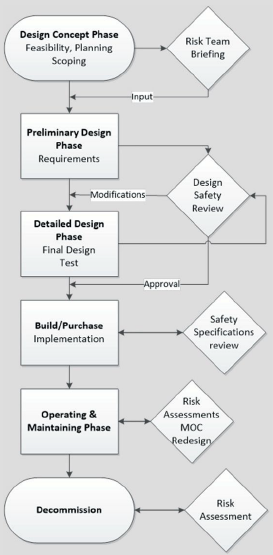 Design Concept Phase
Feasibility, Planning
Scoping
Risk Team
Briefing
Input
Preliminary Design
Phase
Requirements
Design
Safety
Review
Modifications
Detailed Design
Phase
Final Design
Test
Approval
Build/Purchase
Implementation
Safety
Specifications
review
Operating &
Maintaining Phase
Risk
Assessments
MOC
Redesign
Decommission
Risk
Assessment